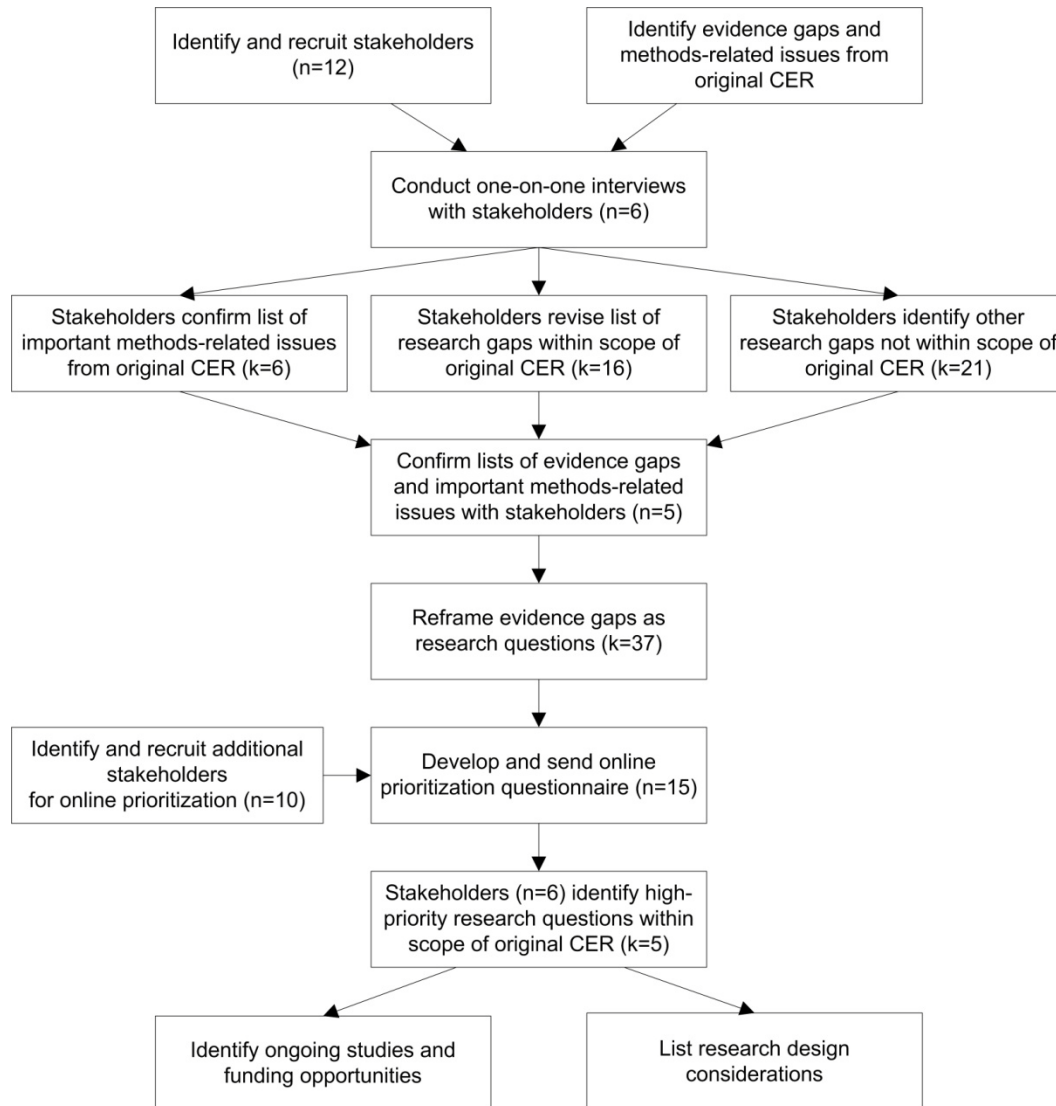 Identify and recruit stakeholders
(n=12)
Identify evidence gaps and
methods-related issues from
original CER
Conduct one-on-one interviews
with stakeholders (n=6)
Stakeholders confirm list of
important methods-related issues
from original CER (k=6)
Stakeholders revise list of
research gaps within scope of
original CER (k=16)
Stakeholders identify other
research gaps not within scope of
original CER (k=21)
Confirm lists of evidence gaps
and important methods-related
issues with stakeholders (n=5)
Reframe evidence gaps as
research questions (k=37)
Identify and recruit additional
stakeholders
for online prioritization (n=10)
Develop and send online
prioritization questionnaire (n=15)
Stakeholders (n=6) identify high-
priority research questions within
scope of original CER (k=5)
Identify ongoing studies and
funding opportunities
List research design
considerations